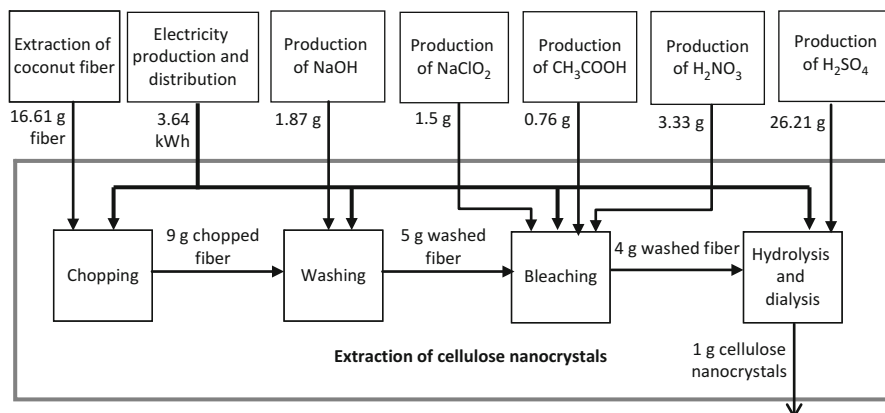 Extraction of
coconut fiber
Electricity
production and
distribution
Production
of NaOH
Production
of NaClO₂
Production
of CH₃COOH
Production
of H₂NO₃
Production
of H₂SO₄
16.61 g
fiber
3.64
kWh
1.87 g
1.5 g
0.76 g
3.33 g
26.21 g
Chopping
9 g chopped
fiber
Washing
5 g washed
fiber
Bleaching
4 g washed fiber
Hydrolysis
and
dialysis
Extraction of cellulose nanocrystals
1 g cellulose
nanocrystals